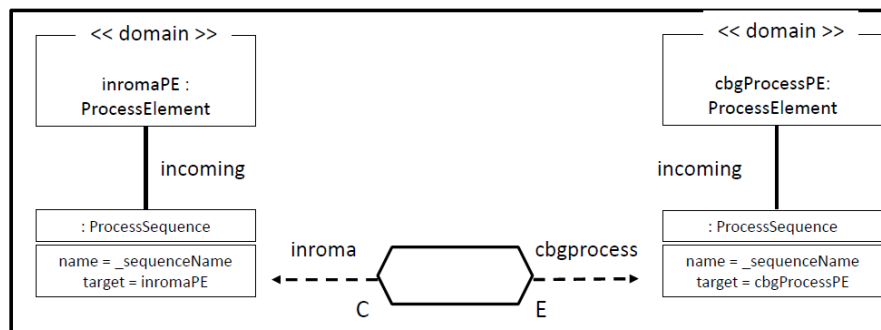 << domain >>
inromaPE :
ProcessElement
incoming
: ProcessSequence
name = _sequenceName
target = inromaPE
inroma
C
cbgprocess
E
<< domain >>
cbgProcessPE:
ProcessElement
incoming
: ProcessSequence
name = _sequenceName
target = cbgProcessPE